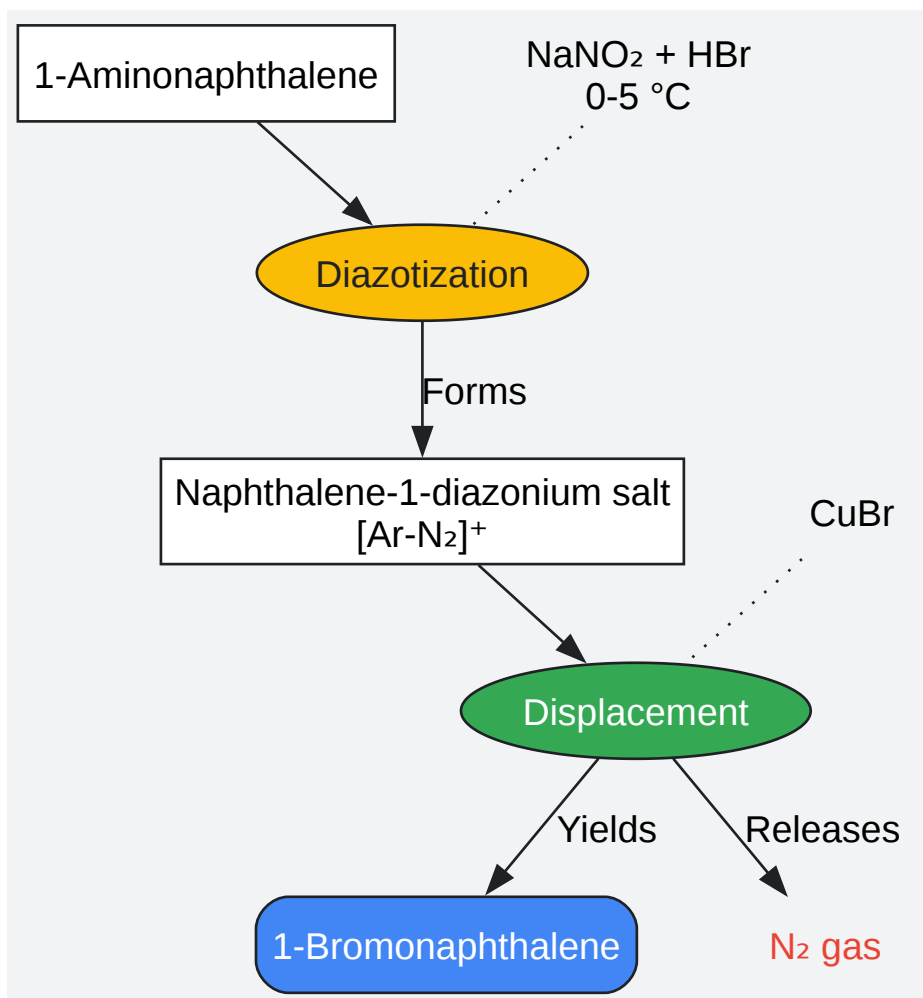 1-Aminonaphthalene
NaNO₂ + HBr
0-5 °C
Diazotization
Forms
Naphthalene-1-diazonium salt
[Ar-N₂]⁺
CuBr
Displacement
Yields
Releases
1-Bromonaphthalene
N₂ gas